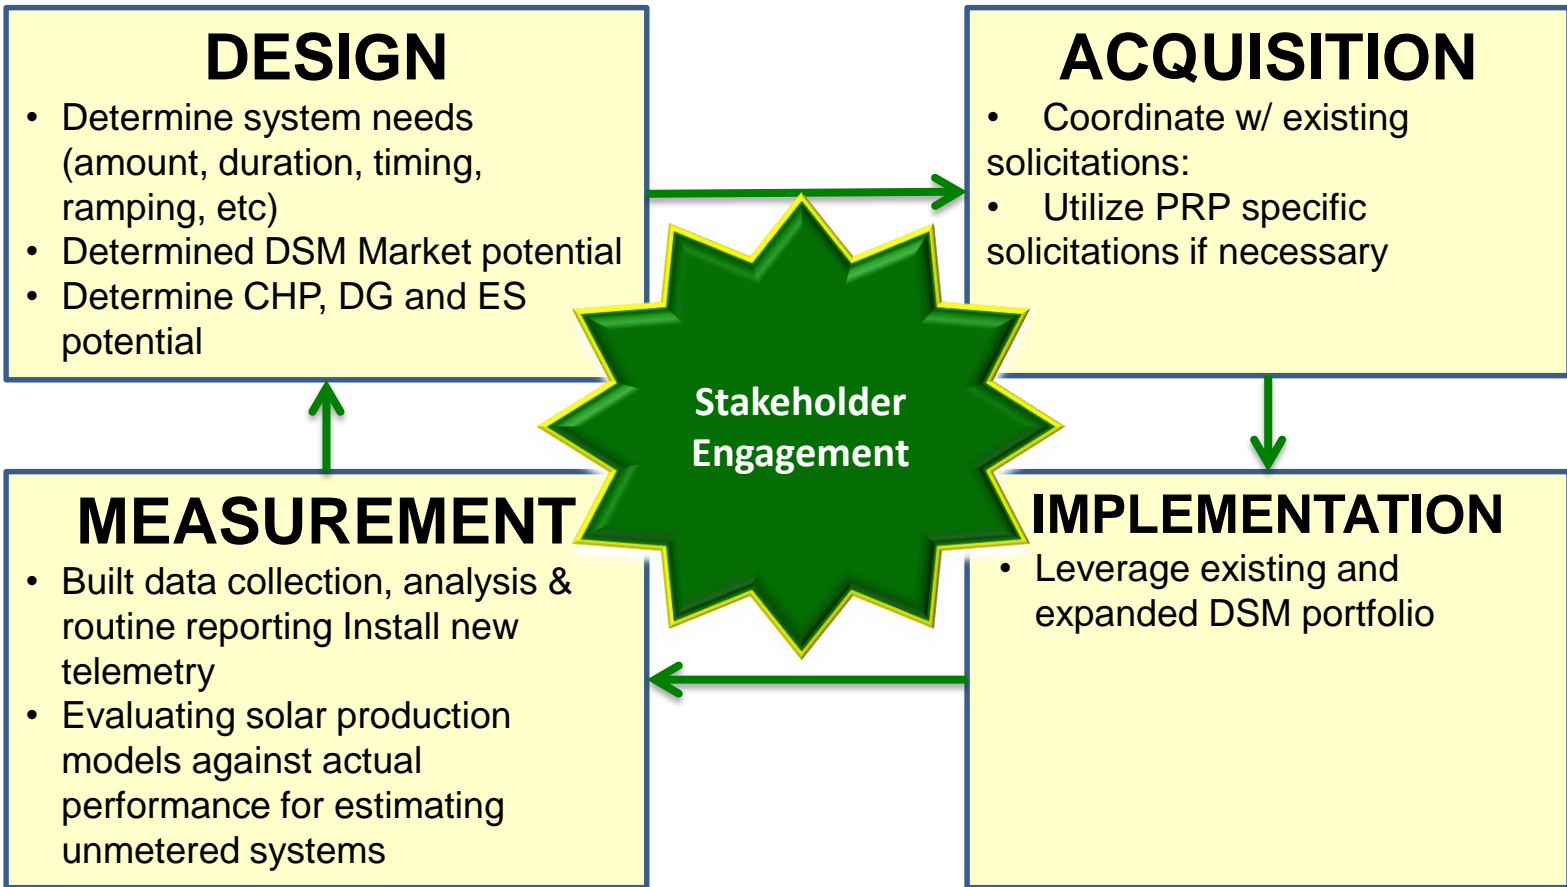 DESIGN
• Determine system needs
(amount, duration, timing,
ramping, etc)
• Determined DSM Market potential
• Determine CHP, DG and ES
potential
ACQUISITION
• Coordinate w/ existing
solicitations:
• Utilize PRP specific
solicitations if necessary
Stakeholder
Engagement
MEASUREMENT
• Built data collection, analysis &
routine reporting Install new
telemetry
• Evaluating solar production
models against actual
performance for estimating
unmetered systems
IMPLEMENTATION
• Leverage existing and
expanded DSM portfolio